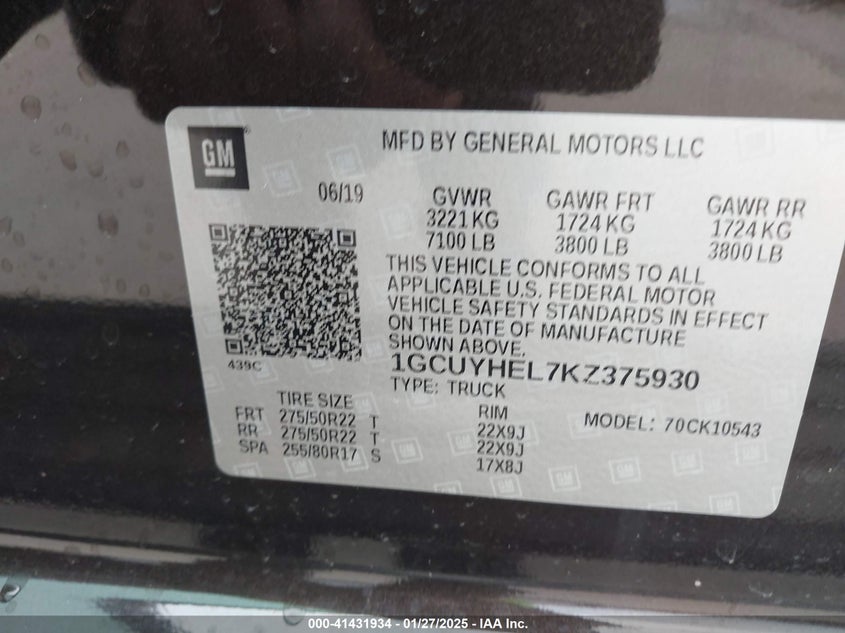 GM
®
MFD BY GENERAL MOTORS LLC
06/19
GVWR GAWR FRT GAWR RR
3221 KG 1724 KG 1724 KG
7100 LB 3800 LB 3800 LB
THIS VEHICLE CONFORMS TO ALL
APPLICABLE U.S. FEDERAL MOTOR
VEHICLE SAFETY STANDARDS IN EFFECT
ON THE DATE OF MANUFACTURE
SHOWN ABOVE.
439C
1GCUYHEL7KZ375930
TYPE: TRUCK
TIRE SIZE RIM MODEL: 70CK10543
FRT 275/50R22 T 22X9J
RR 275/50R22 T 22X9J
SPA 255/80R17 S 17X8J
000-41431934 - 01/27/2025 - IAAI US